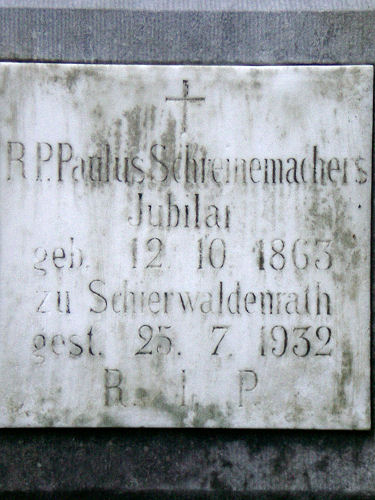 R.P. Paulus Schreinemachers
Jubilar
geb. 12. 10. 1863
zu Schierwaldenrath
gest. 25. 7. 1932
R. I. P.